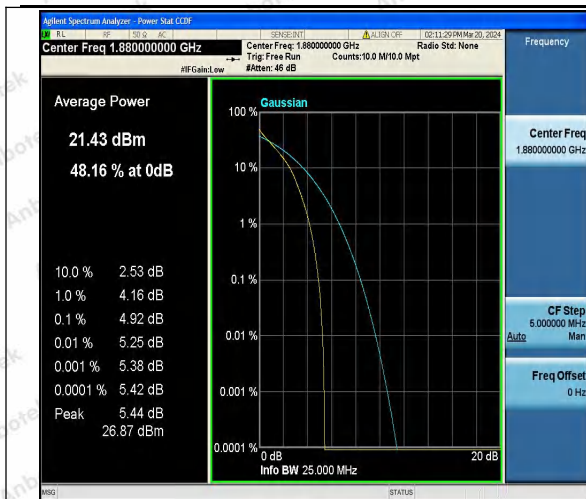 Agilent Spectrum Analyzer - Power Stat CCDF
RL RF 50 Ω AC SENSE:INT ALIGN OFF 02:11:29 PM Mar 20, 2024
Center Freq 1.880000000 GHz
Center Freq: 1.880000000 GHz Radio Std: None
Trig: Free Run Counts:10.0 M/10.0 Mpt
#IFGain:Low #Atten: 46 dB
Frequency
Average Power
21.43 dBm
48.16 % at 0dB
10.0 % 2.53 dB
1.0 % 4.16 dB
0.1 % 4.92 dB
0.01 % 5.25 dB
0.001 % 5.38 dB
0.0001 % 5.42 dB
Peak 5.44 dB
26.87 dBm
Gaussian
100 %
10 %
1 %
0.1 %
0.01 %
0.001 %
0.0001 %
0 dB 20 dB
Info BW 25.000 MHz
Center Freq
1.880000000 GHz
CF Step
5.000000 MHz
Auto Man
Freq Offset
0 Hz
MSG STATUS